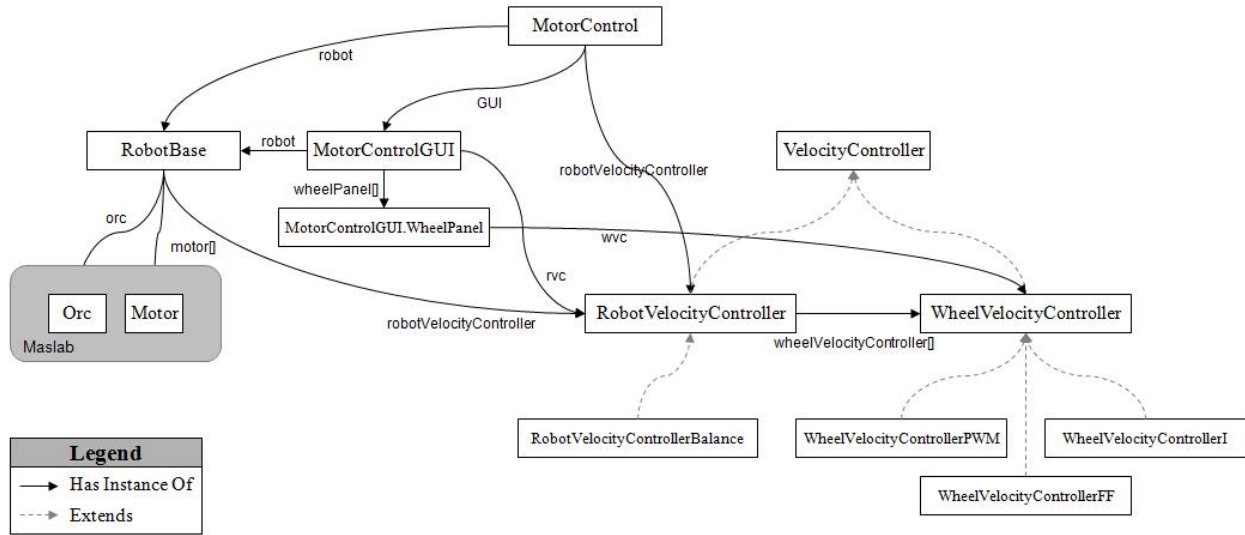 MotorControl
robot
GUI
RobotBase
robot
MotorControlGUI
VelocityController
robotVelocityController
wheelPanel[]
orc
MotorControlGUI.WheelPanel
wvc
motor[]
rvc
Orc
Motor
Maslab
robotVelocityController
RobotVelocityController
WheelVelocityController
wheelVelocityController[]
RobotVelocityControllerBalance
WheelVelocityControllerPWM
WheelVelocityControllerI
WheelVelocityControllerFF
Legend
Has Instance Of
Extends